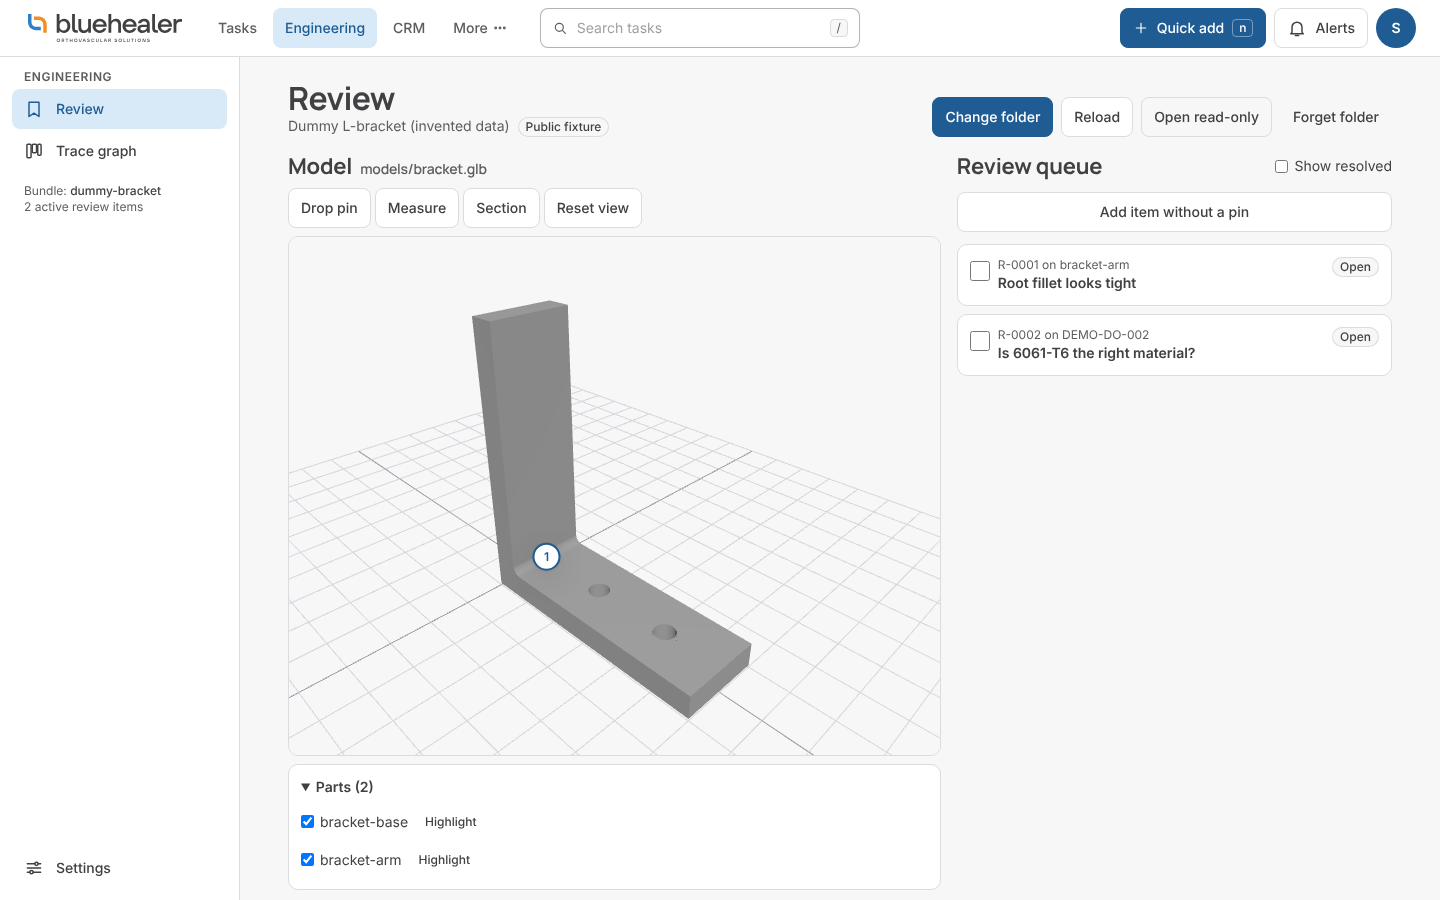 bluehealer
ORTHOVASCULAR SOLUTIONS
Tasks
Engineering
CRM
More
Search tasks
/
Quick add
n
Alerts
S
ENGINEERING
Review
Trace graph
Bundle: dummy-bracket
2 active review items
Settings
Review
Dummy L-bracket (invented data)
Public fixture
Change folder
Reload
Open read-only
Forget folder
Model models/bracket.glb
Drop pin
Measure
Section
Reset view
1
Parts (2)
bracket-base
Highlight
bracket-arm
Highlight
Review queue
Show resolved
Add item without a pin
R-0001 on bracket-arm
Open
Root fillet looks tight
R-0002 on DEMO-DO-002
Open
Is 6061-T6 the right material?